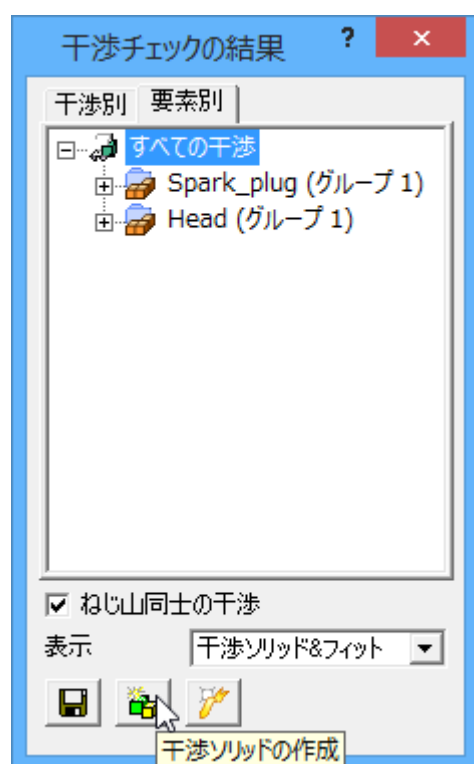 干渉チェックの結果 ? ×
干渉別 要素別
すべての干渉
Spark_plug (グループ 1)
Head (グループ 1)
ねじ山同士の干渉
表示 干渉ソリッド&フィット
干渉ソリッドの作成